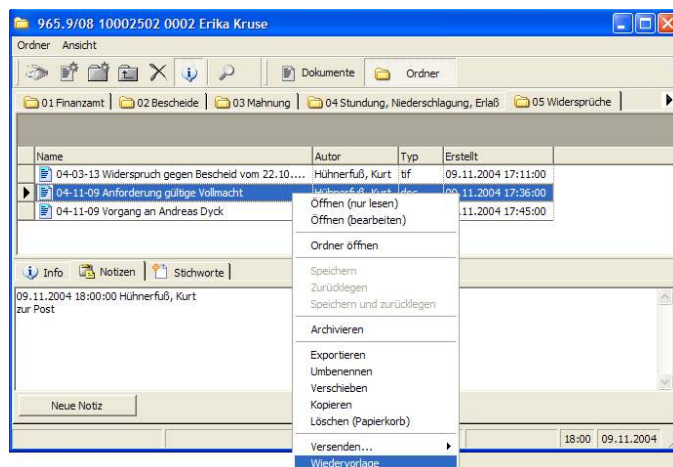 965.9/08 10002502 0002 Erika Kruse
Ordner Ansicht
Dokumente Ordner
01 Finanzamt 02 Bescheide 03 Mahnung 04 Stundung, Niederschlagung, Erlaß 05 Widersprüche
Name Autor Typ Erstellt
04-03-13 Widerspruch gegen Bescheid vom 22.10.... Hühnerfuß, Kurt tif 09.11.2004 17:11:00
04-11-09 Anforderung gültige Vollmacht Hühnerfuß, Kurt doc 09.11.2004 17:36:00
04-11-09 Vorgang an Andreas Dyck .11.2004 17:45:00
Öffnen (nur lesen)
Öffnen (bearbeiten)
Ordner öffnen
Speichern
Zurücklegen
Speichern und zurücklegen
Archivieren
Exportieren
Umbenennen
Verschieben
Kopieren
Löschen (Papierkorb)
Versenden...
Wiedervorlage
Info Notizen Stichworte
09.11.2004 18:00:00 Hühnerfuß, Kurt
zur Post
Neue Notiz
18:00 09.11.2004